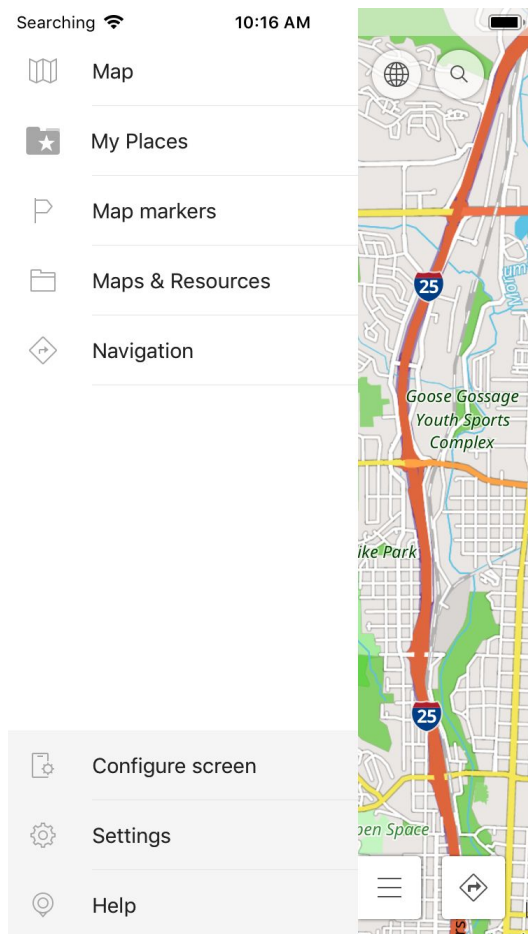 Searching
10:16 AM
Map
My Places
Map markers
Maps & Resources
Navigation
Configure screen
Settings
Help
25
Goose Gossage
Youth Sports
Complex
ike Park
25
pen Space